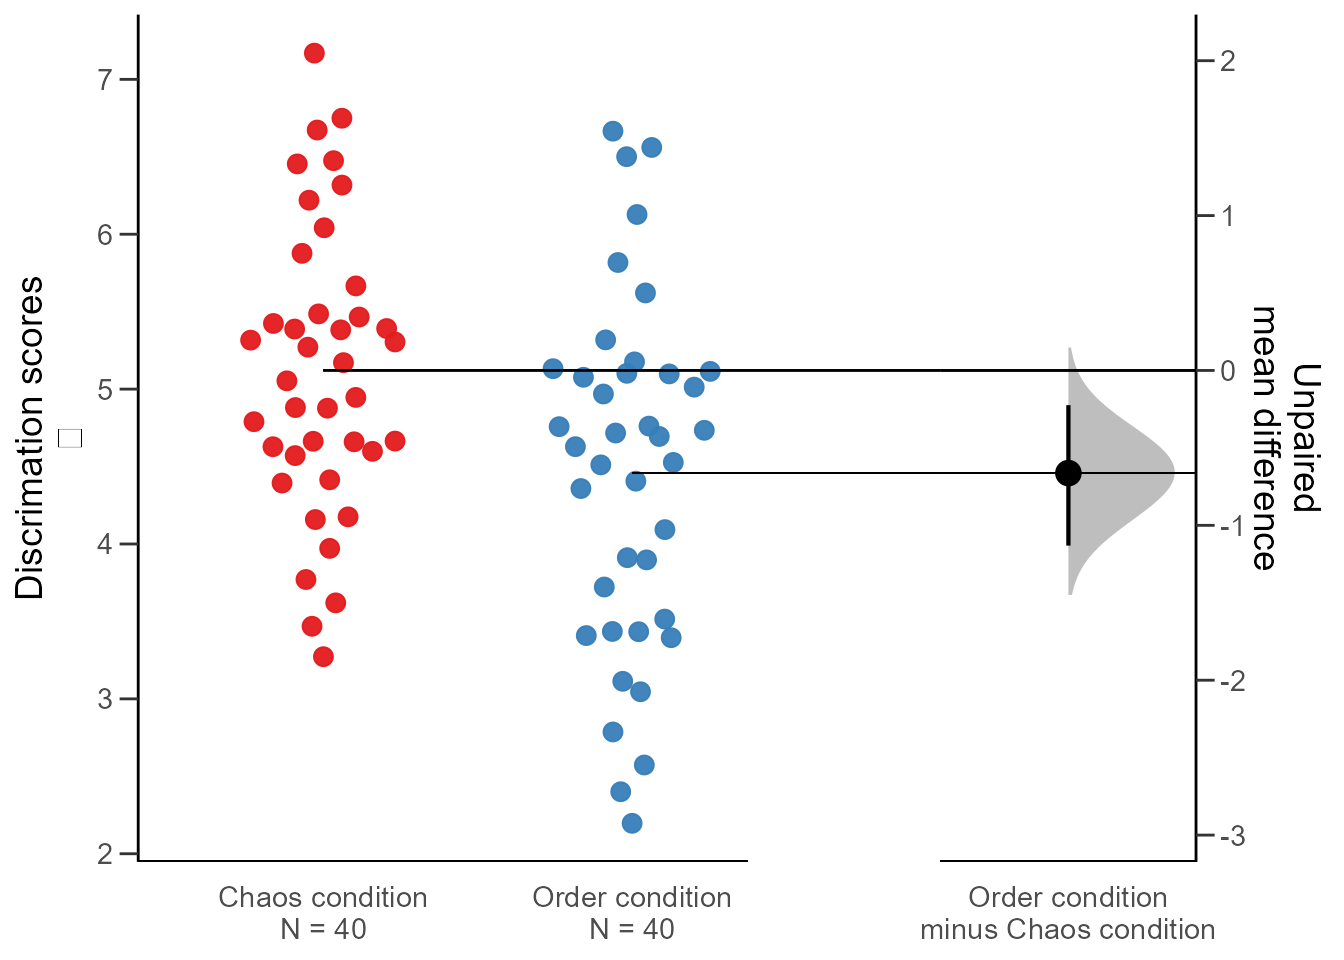 Discrimation scores
7
6
5
4
3
2
2
1
0
-1
-2
-3
Unpaired
mean difference
Chaos condition
N = 40
Order condition
N = 40
Order condition
minus Chaos condition